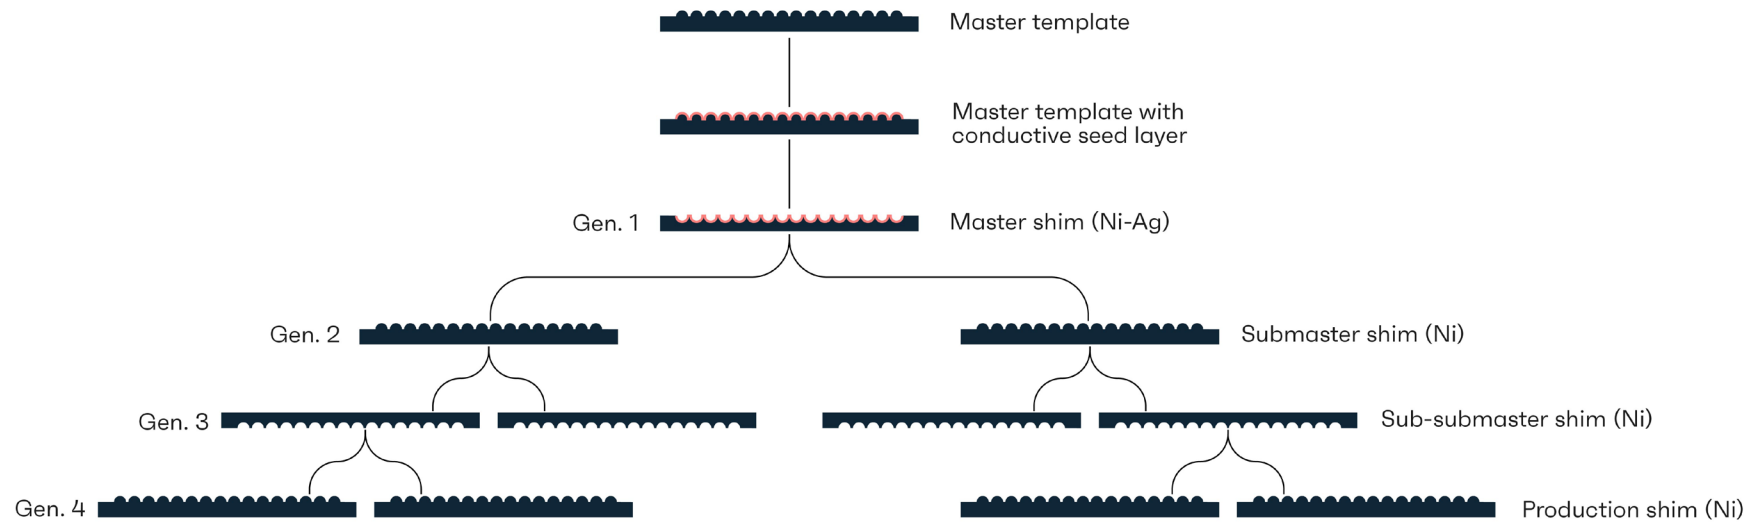 Master template
Master template with
conductive seed layer
Gen. 1
Master shim (Ni-Ag)
Gen. 2
Submaster shim (Ni)
Gen. 3
Sub-submaster shim (Ni)
Gen. 4
Production shim (Ni)